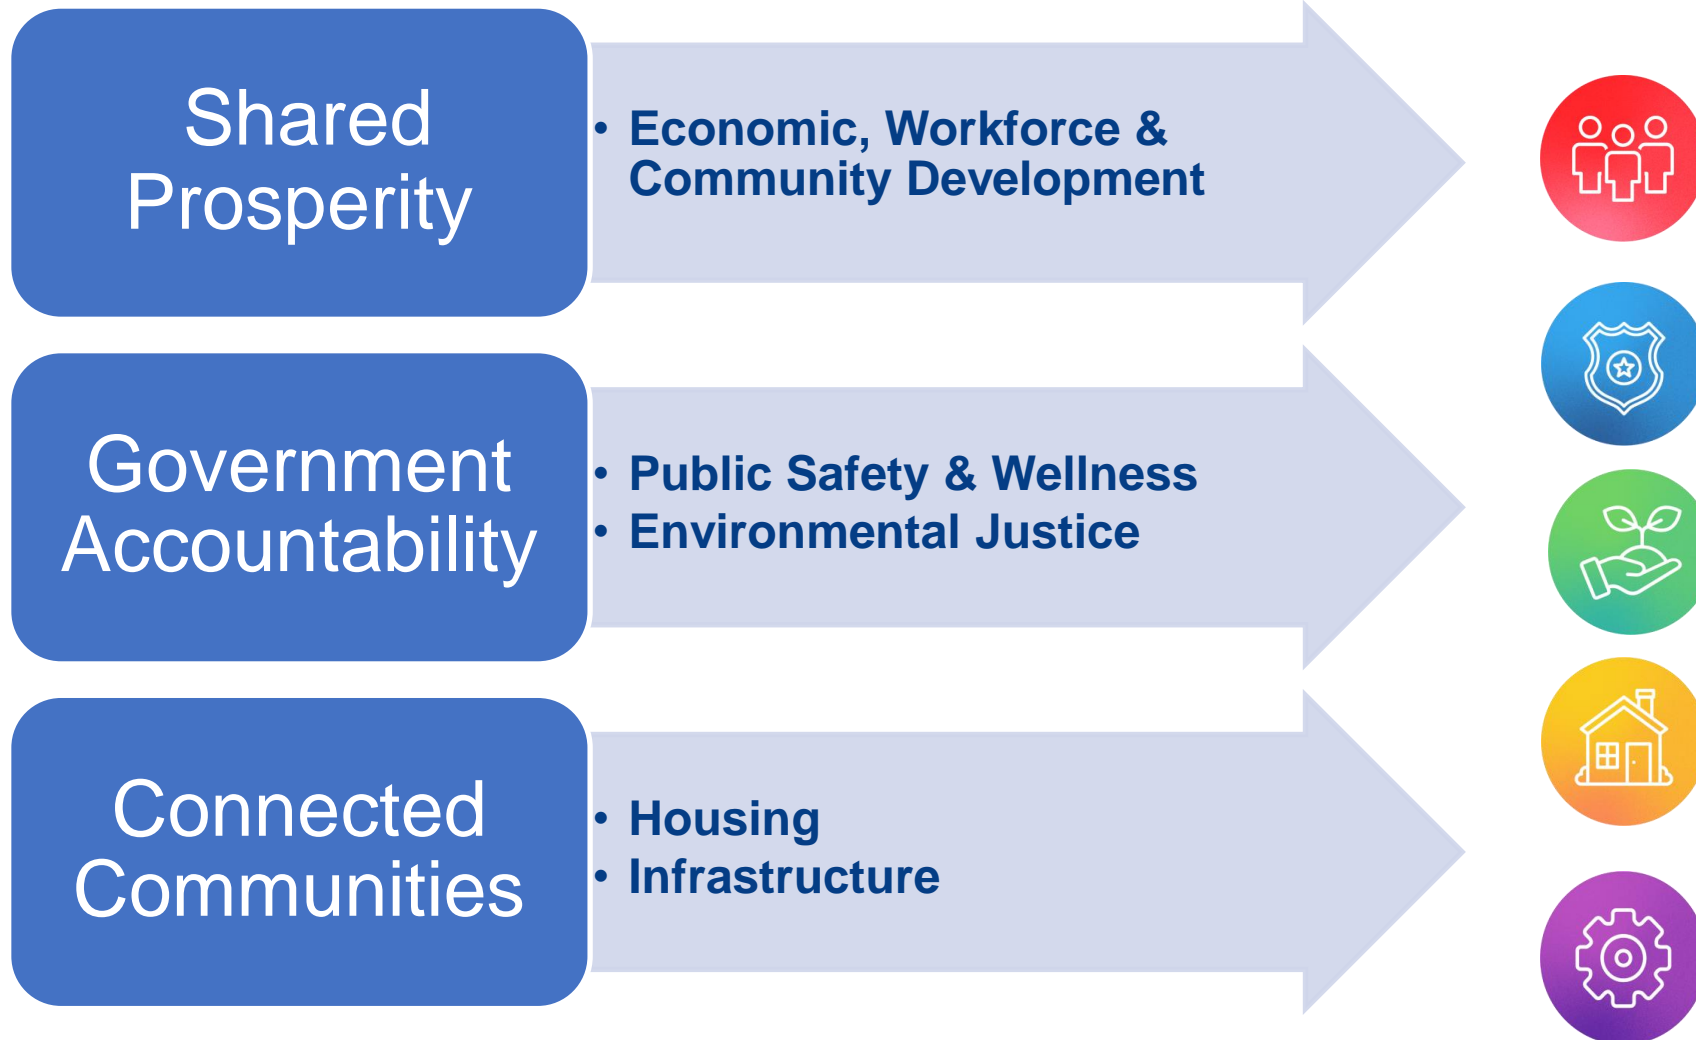 Shared
Prosperity
• Economic, Workforce &
Community Development
Government
Accountability
• Public Safety & Wellness
• Environmental Justice
Connected
Communities
• Housing
• Infrastructure